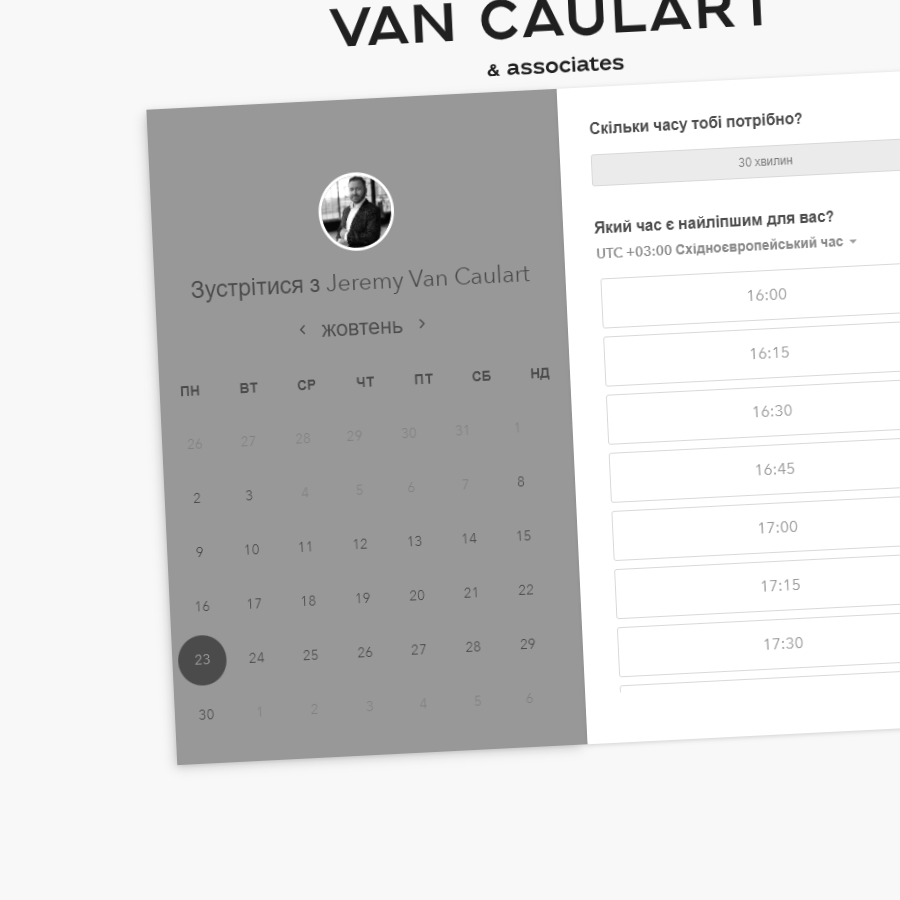 VAN CAULART
& associates
Зустрітися з Jeremy Van Caulart
‹ жовтень ›
ПН ВТ СР ЧТ ПТ СБ НД
26 27 28 29 30 31 1
2 3 4 5 6 7 8
9 10 11 12 13 14 15
16 17 18 19 20 21 22
23 24 25 26 27 28 29
30 1 2 3 4 5 6
Скільки часу тобі потрібно?
30 хвилин
Який час є найліпшим для вас?
UTC +03:00 Східноєвропейський час
16:00
16:15
16:30
16:45
17:00
17:15
17:30